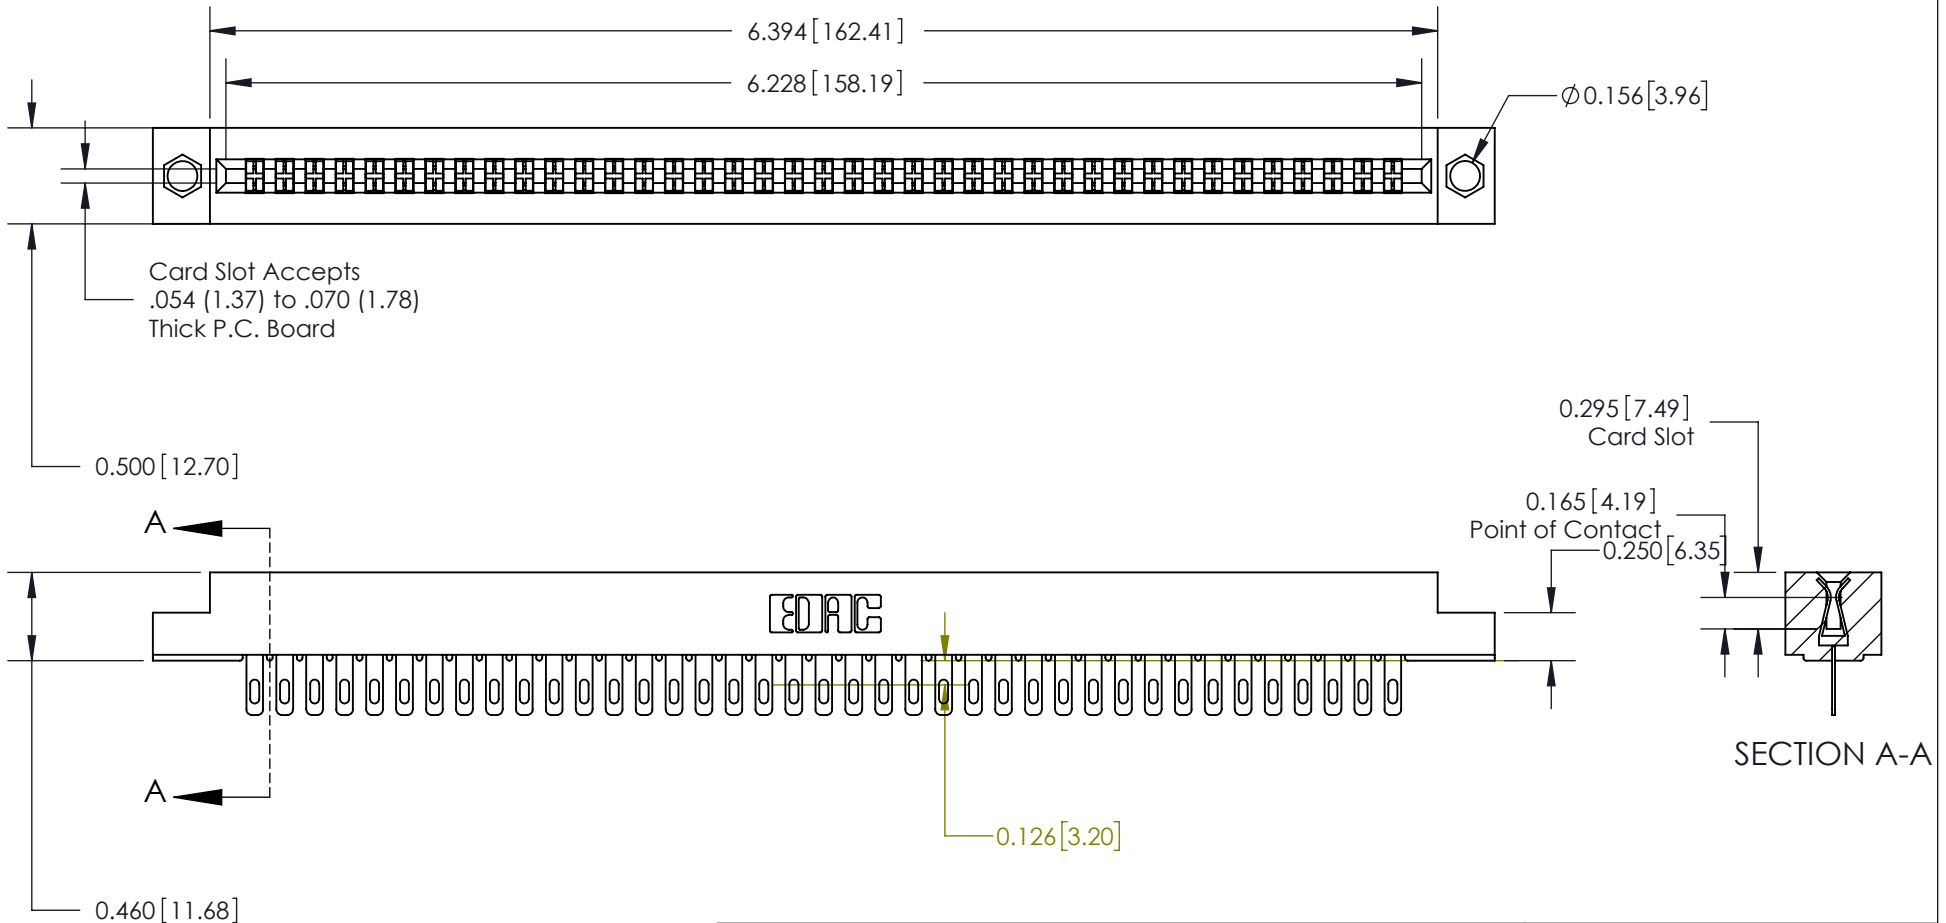 6.394[162.41]
6.228[158.19]
Ø0.156[3.96]
Card Slot Accepts
.054 (1.37) to .070 (1.78)
Thick P.C. Board
0.295[7.49]
Card Slot
0.500[12.70]
0.165[4.19]
Point of Contact
0.250[6.35]
A
EDAC
SECTION A-A
A
0.126[3.20]
0.460[11.68]